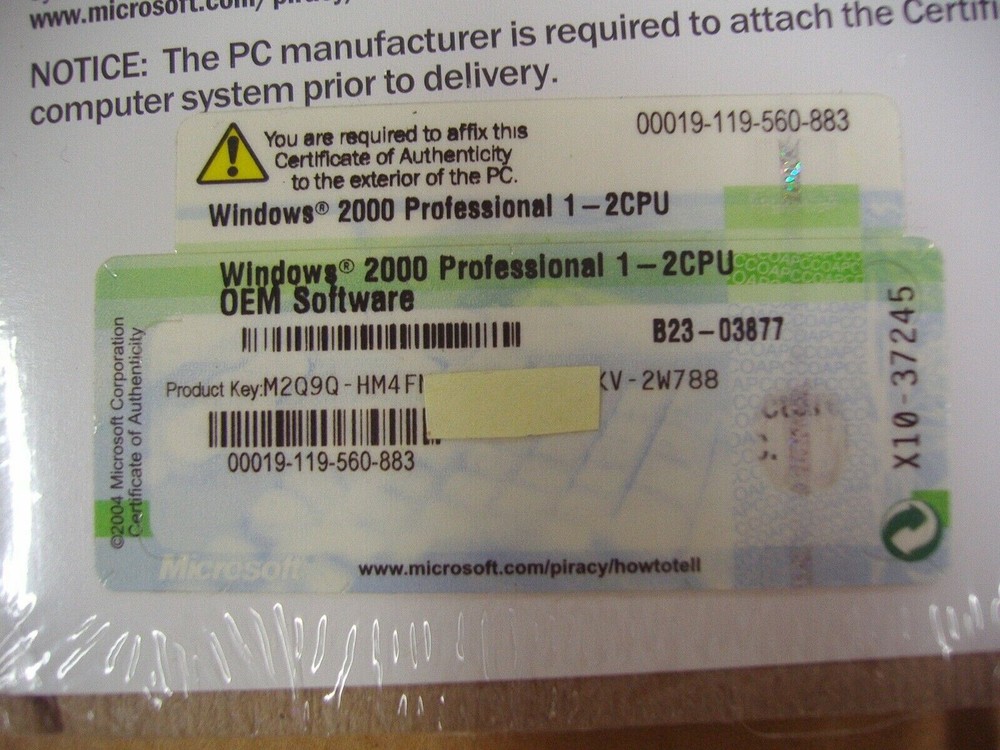 www.microsoft.com/piracy/
NOTICE: The PC manufacturer is required to attach the Certifi
computer system prior to delivery.
You are required to affix this
Certificate of Authenticity
to the exterior of the PC.
00019-119-560-883
Windows® 2000 Professional 1-2CPU
Windows® 2000 Professional 1-2CPU
OEM Software
B23-03877
Product Key:M2Q9Q-HM4F
V-2W788
00019-119-560-883
©2004 Microsoft Corporation
Certificate of Authenticity
X10-37245
Microsoft
www.microsoft.com/piracy/howtotell